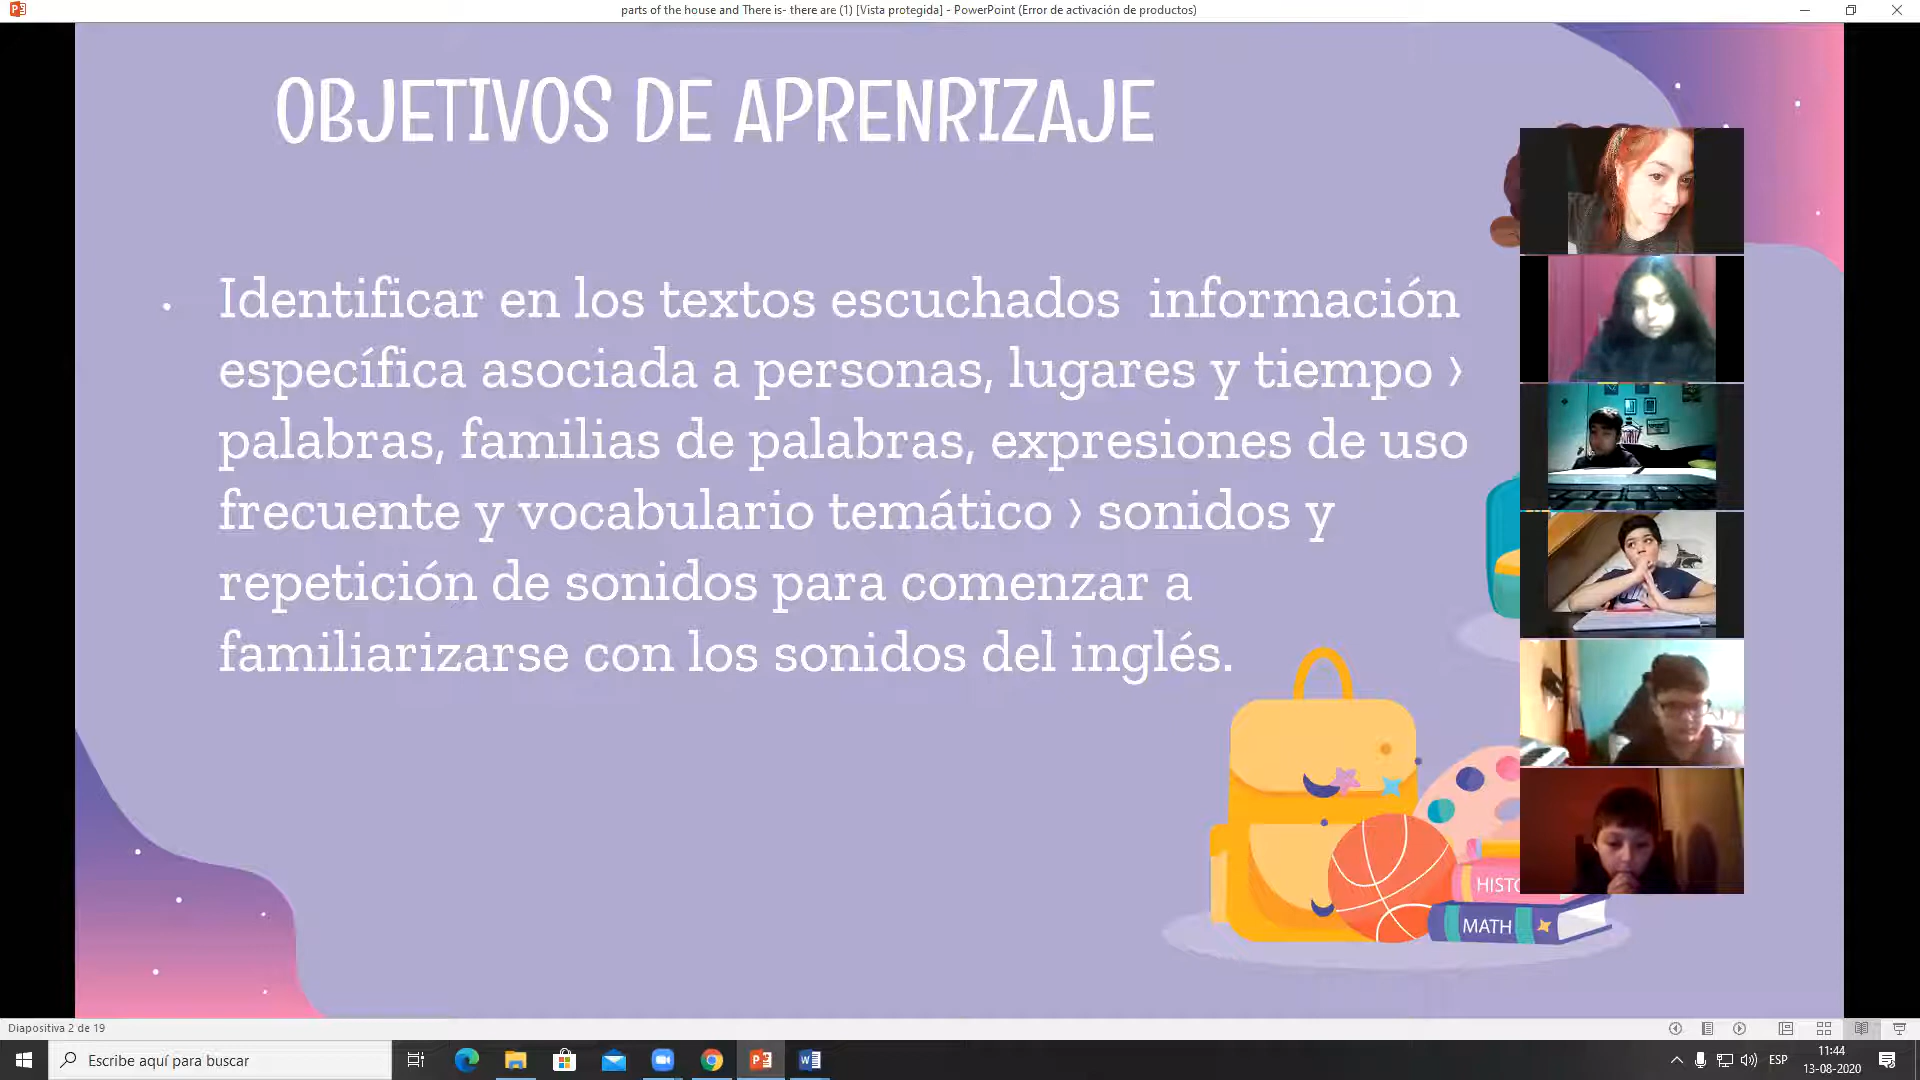 parts of the house and There is- there are (1) [Vista protegida] - PowerPoint (Error de activación de productos)
OBJETIVOS DE APRENRIZAJE
• Identificar en los textos escuchados  información
específica asociada a personas, lugares y tiempo ›
palabras, familias de palabras, expresiones de uso
frecuente y vocabulario temático › sonidos y
repetición de sonidos para comenzar a
familiarizarse con los sonidos del inglés.
HISTO
MATH
Diapositiva 2 de 19
Escribe aquí para buscar
ESP
11:44
13-08-2020